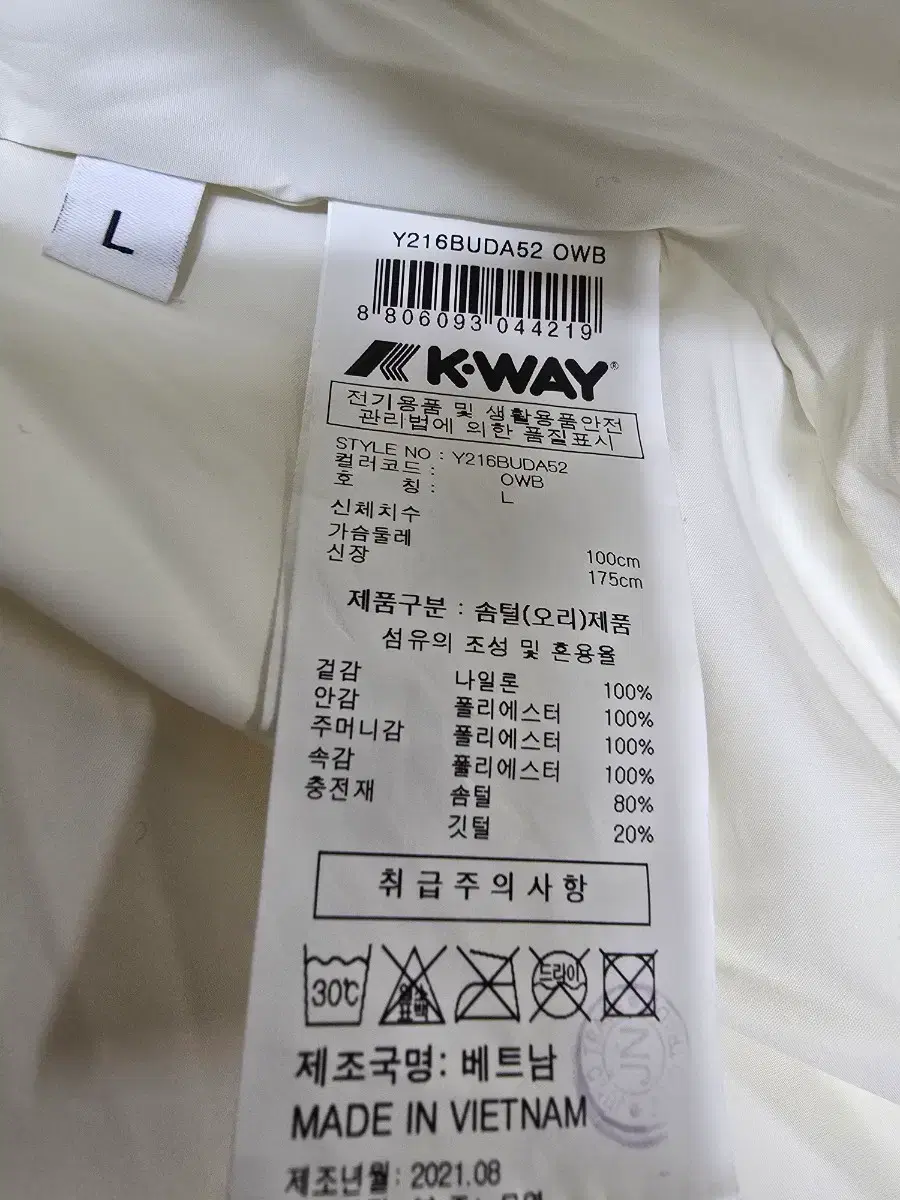 L
Y216BUDA52 OWB
8 806093 044219
K·WAY®
전기용품 및 생활용품안전
관리법에 의한 품질표시
STYLE NO : Y216BUDA52
컬러코드 : OWB
호 칭 : L
신체치수
가슴둘레 100cm
신장 175cm
제품구분 : 솜털(오리)제품
섬유의 조성 및 혼용율
겉감 나일론 100%
안감 폴리에스터 100%
주머니감 폴리에스터 100%
속감 폴리에스터 100%
충전재 솜털 80%
깃털 20%
취급주의사항
30℃ 염소표백 드라이
제조국명: 베트남
MADE IN VIETNAM
JN
제조년월: 2021.08